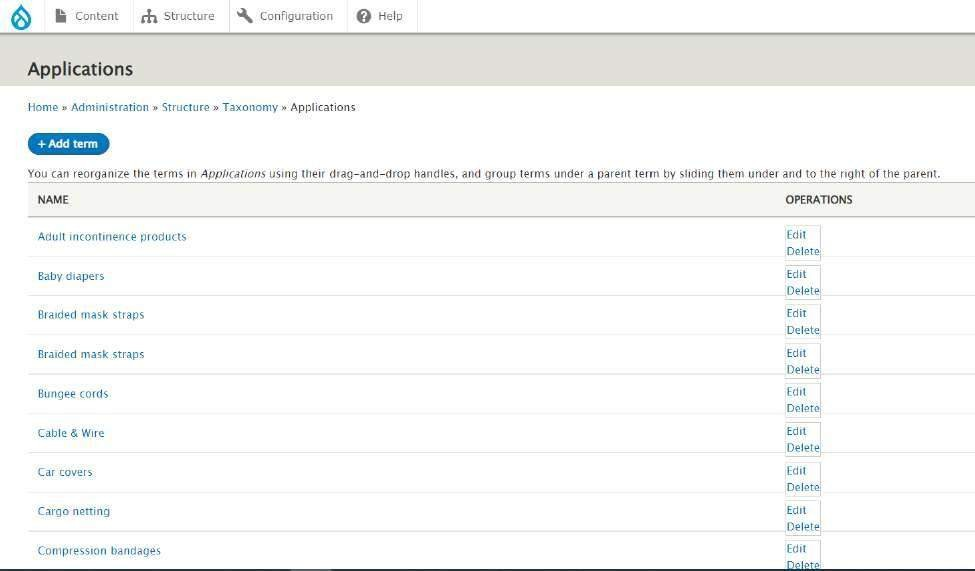 Content Structure Configuration Help
Applications
Home » Administration » Structure » Taxonomy » Applications
+ Add term
You can reorganize the terms in Applications using their drag-and-drop handles, and group terms under a parent term by sliding them under and to the right of the parent.
NAME OPERATIONS
Adult incontinence products Edit
Delete
Baby diapers Edit
Delete
Braided mask straps Edit
Delete
Braided mask straps Edit
Delete
Bungee cords Edit
Delete
Cable & Wire Edit
Delete
Car covers Edit
Delete
Cargo netting Edit
Delete
Compression bandages Edit
Delete